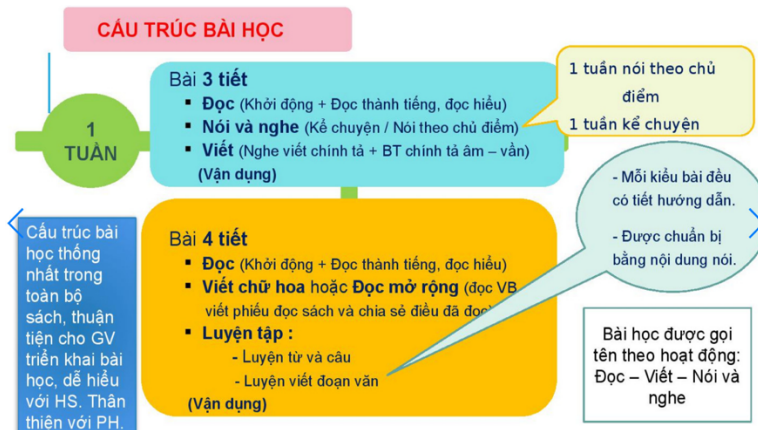 CẤU TRÚC BÀI HỌC
1
TUẦN
Bài 3 tiết
▪ Đọc (Khởi động + Đọc thành tiếng, đọc hiểu)
▪ Nói và nghe (Kể chuyện / Nói theo chủ điểm)
▪ Viết (Nghe viết chính tả + BT chính tả âm – vần)
(Vận dụng)
1 tuần nói theo chủ
điểm
1 tuần kể chuyện
Bài 4 tiết
▪ Đọc (Khởi động + Đọc thành tiếng, đọc hiểu)
▪ Viết chữ hoa hoặc Đọc mở rộng (đọc VB
viết phiếu đọc sách và chia sẻ điều đã đọc)
▪ Luyện tập :
- Luyện từ và câu
- Luyện viết đoạn văn
(Vận dụng)
- Mỗi kiểu bài đều
có tiết hướng dẫn.
- Được chuẩn bị
bằng nội dung nói.
Cấu trúc bài
học thống
nhất trong
toàn bộ
sách, thuận
tiện cho GV
triển khai bài
học, dễ hiểu
với HS. Thân
thiện với PH.
Bài học được gọi
tên theo hoạt động:
Đọc – Viết – Nói và
nghe